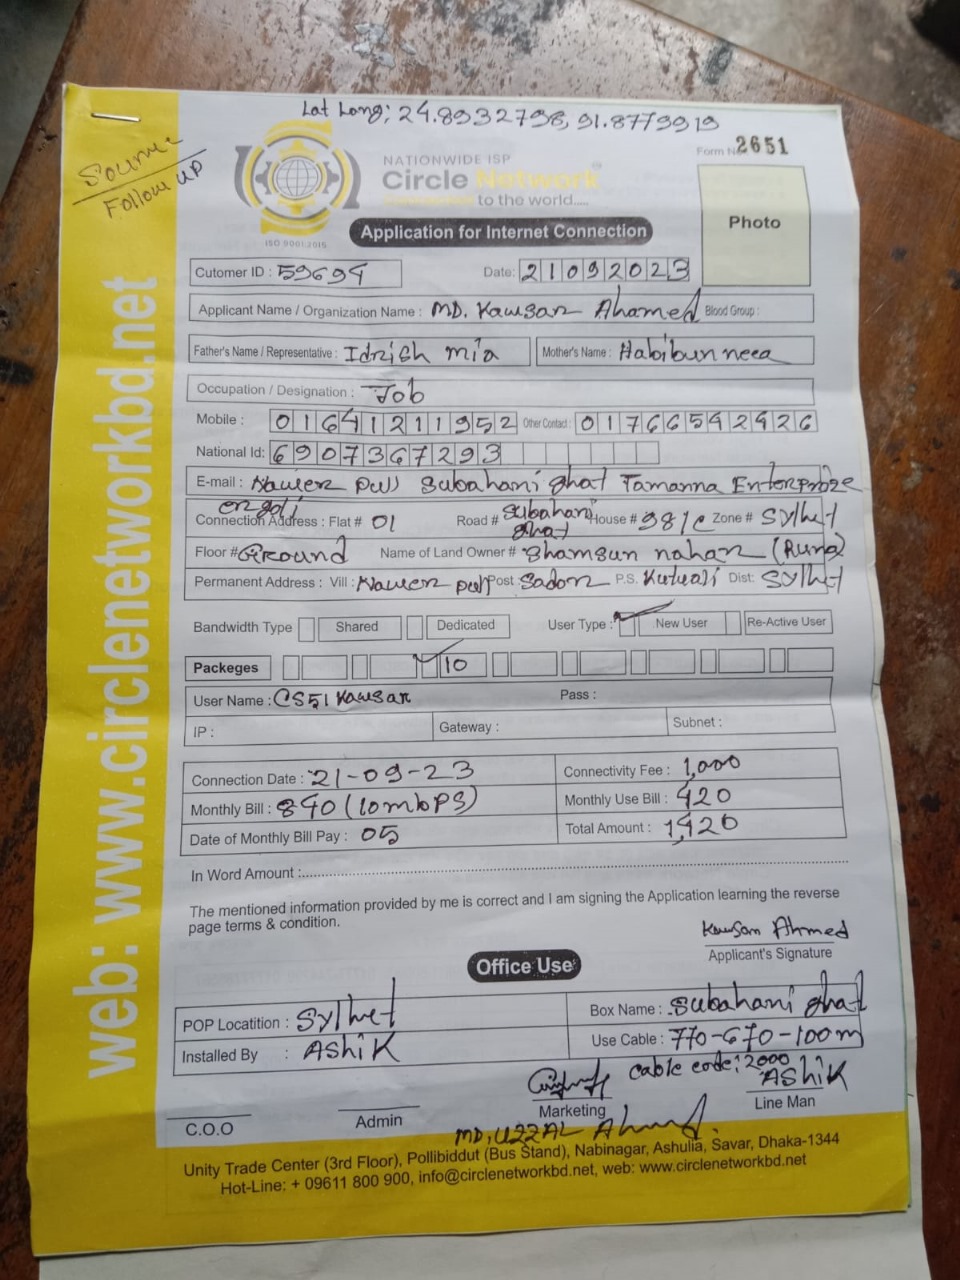 Lat Long; 24.8932798, 91.8779919
Source:
Follow UP
NATIONWIDE ISP
Circle Network
to the world.....
ISO 9001:2015
Form No 2651
Photo
Application for Internet Connection
Cutomer ID : 59694
Date: 21092023
Applicant Name / Organization Name : MD. Kawsar Ahamed Blood Group :
Father's Name / Representative : Idrish mia Mother's Name : Habibunneea
Occupation / Designation : Job
Mobile : 01641211952 Other Contact : 01766592926
National Id: 6907367293
E-mail : Nawer pull Subahani ghat Tamanna Enterprize
er goli
Connection Address : Flat # 01 Road # Subahani ghat House # 98/c Zone # Sylhet
Floor # Ground Name of Land Owner # Shamsun nahar (Runa)
Permanent Address : Vill : Nawer pull Post Sador P.S. Kutuali Dist: Sylhet
Bandwidth Type Shared Dedicated User Type : New User Re-Active User
Packeges 10
User Name : CS51Kawsar Pass :
IP : Gateway : Subnet :
Connection Date : 21-09-23 Connectivity Fee : 1,000
Monthly Bill : 840 (10mbPS) Monthly Use Bill : 420
Date of Monthly Bill Pay : 05 Total Amount : 1,420
In Word Amount :
The mentioned information provided by me is correct and I am signing the Application learning the reverse
page terms & condition.
Kawsar Ahmed
Applicant's Signature
Office Use
POP Locatition : Sylhet Box Name : Subahani ghat
Installed By : Ashik Use Cable : 770-670-100m
cable code: 2000
Ashik
C.O.O Admin Marketing Line Man
MD, UZZAL Ahmed
Unity Trade Center (3rd Floor), Pollibiddut (Bus Stand), Nabinagar, Ashulia, Savar, Dhaka-1344
Hot-Line: + 09611 800 900, info@circlenetworkbd.net, web: www.circlenetworkbd.net
web: www.circlenetworkbd.net